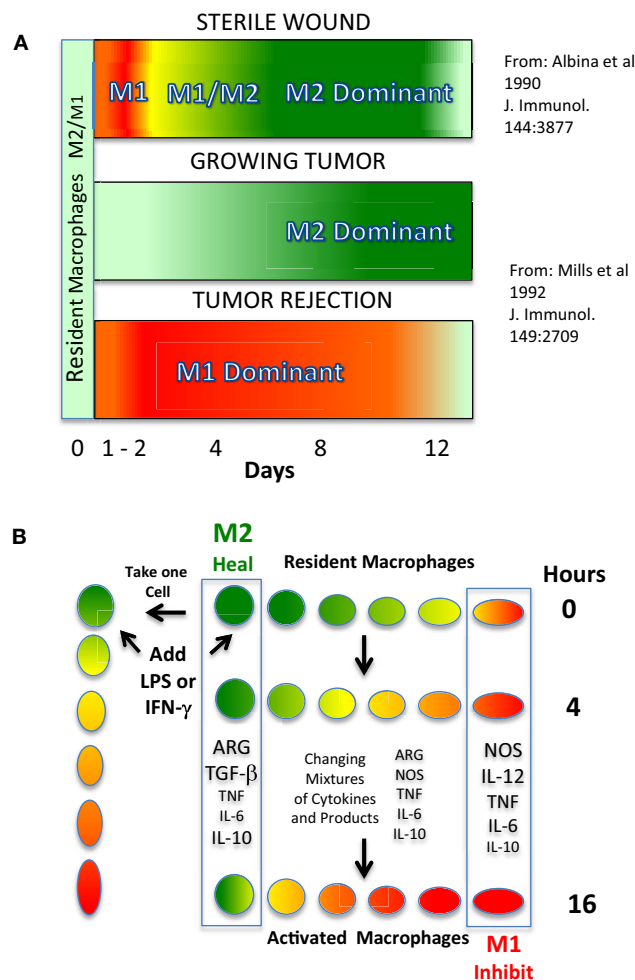 A
STERILE WOUND
M1
M1/M2
M2 Dominant
From: Albina et al
1990
J. Immunol.
144:3877
Resident Macrophages M2/M1
GROWING TUMOR
M2 Dominant
From: Mills et al
1992
J. Immunol.
149:2709
TUMOR REJECTION
M1 Dominant
0 1 - 2 4 8 12
Days
B
M2
Heal
Resident Macrophages
Hours
Take one
Cell
0
Add
LPS or
IFN-γ
4
ARG
TGF-β
TNF
IL-6
IL-10
Changing
Mixtures
of Cytokines
and Products
ARG
NOS
TNF
IL-6
IL-10
NOS
IL-12
TNF
IL-6
IL-10
16
Activated Macrophages
M1
Inhibit